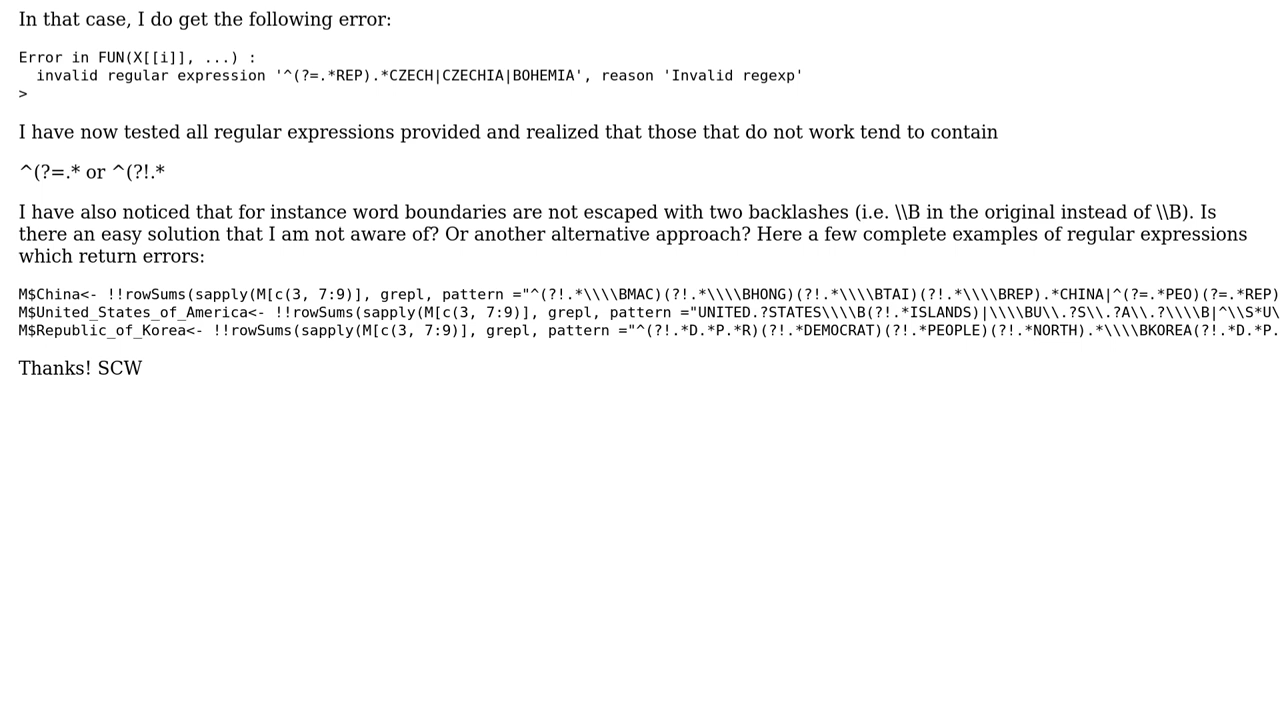 In that case, I do get the following error:
Error in FUN(X[[i]], ...) :
  invalid regular expression '^(?=.*REP).*CZECH|CZECHIA|BOHEMIA', reason 'Invalid regexp'
>
I have now tested all regular expressions provided and realized that those that do not work tend to contain
^(?=.* or ^(?!.*
I have also noticed that for instance word boundaries are not escaped with two backlashes (i.e. \\B in the original instead of \\B). Is
there an easy solution that I am not aware of? Or another alternative approach? Here a few complete examples of regular expressions
which return errors:
M$China<- !!rowSums(sapply(M[c(3, 7:9)], grepl, pattern ="^(?!.*\\\\BMAC)(?!.*\\\\BHONG)(?!.*\\\\BTAI)(?!.*\\\\BREP).*CHINA|^(?=.*PEO)(?=.*REP)
M$United_States_of_America<- !!rowSums(sapply(M[c(3, 7:9)], grepl, pattern ="UNITED.?STATES\\\\B(?!.*ISLANDS)|\\\\BU\\.?S\\.?A\\.?\\\\B|^\\S*U\
M$Republic_of_Korea<- !!rowSums(sapply(M[c(3, 7:9)], grepl, pattern ="^(?!.*D.*P.*R)(?!.*DEMOCRAT)(?!.*PEOPLE)(?!.*NORTH).*\\\\BKOREA(?!.*D.*P.
Thanks! SCW